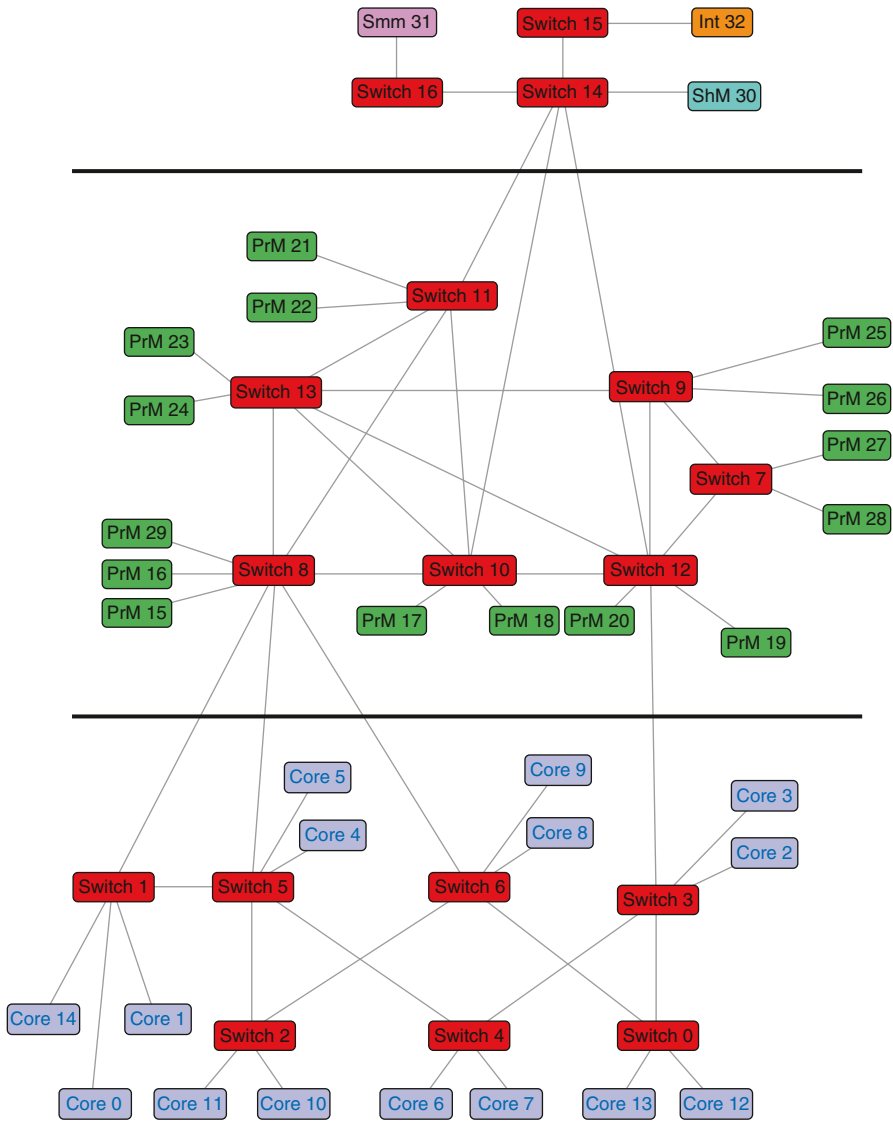 Smm 31
Switch 15
Int 32
Switch 16
Switch 14
ShM 30
PrM 21
Switch 11
PrM 22
PrM 23
PrM 25
Switch 13
Switch 9
PrM 24
PrM 26
PrM 27
Switch 7
PrM 28
PrM 29
PrM 16
Switch 8
Switch 10
Switch 12
PrM 15
PrM 17
PrM 18
PrM 20
PrM 19
Core 5
Core 9
Core 3
Core 4
Core 8
Core 2
Switch 1
Switch 5
Switch 6
Switch 3
Core 14
Core 1
Switch 2
Switch 4
Switch 0
Core 0
Core 11
Core 10
Core 6
Core 7
Core 13
Core 12